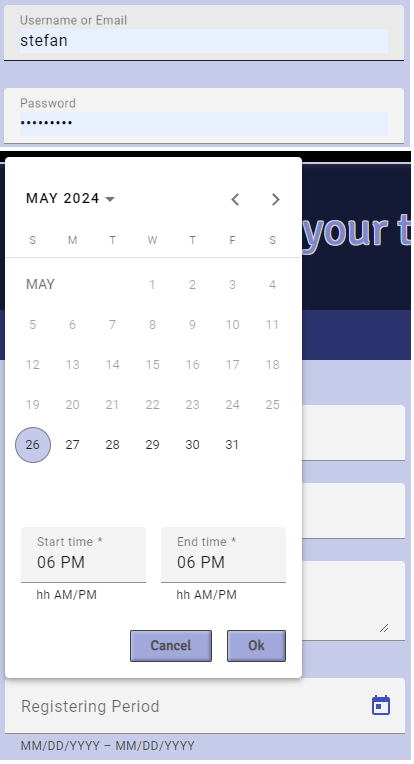 Username or Email
stefan
Password
•••••••••
MAY 2024
your t
S M T W T F S
MAY 1 2 3 4
5 6 7 8 9 10 11
12 13 14 15 16 17 18
19 20 21 22 23 24 25
26 27 28 29 30 31
Start time * End time *
06 PM 06 PM
hh AM/PM hh AM/PM
Cancel Ok
Registering Period
MM/DD/YYYY – MM/DD/YYYY